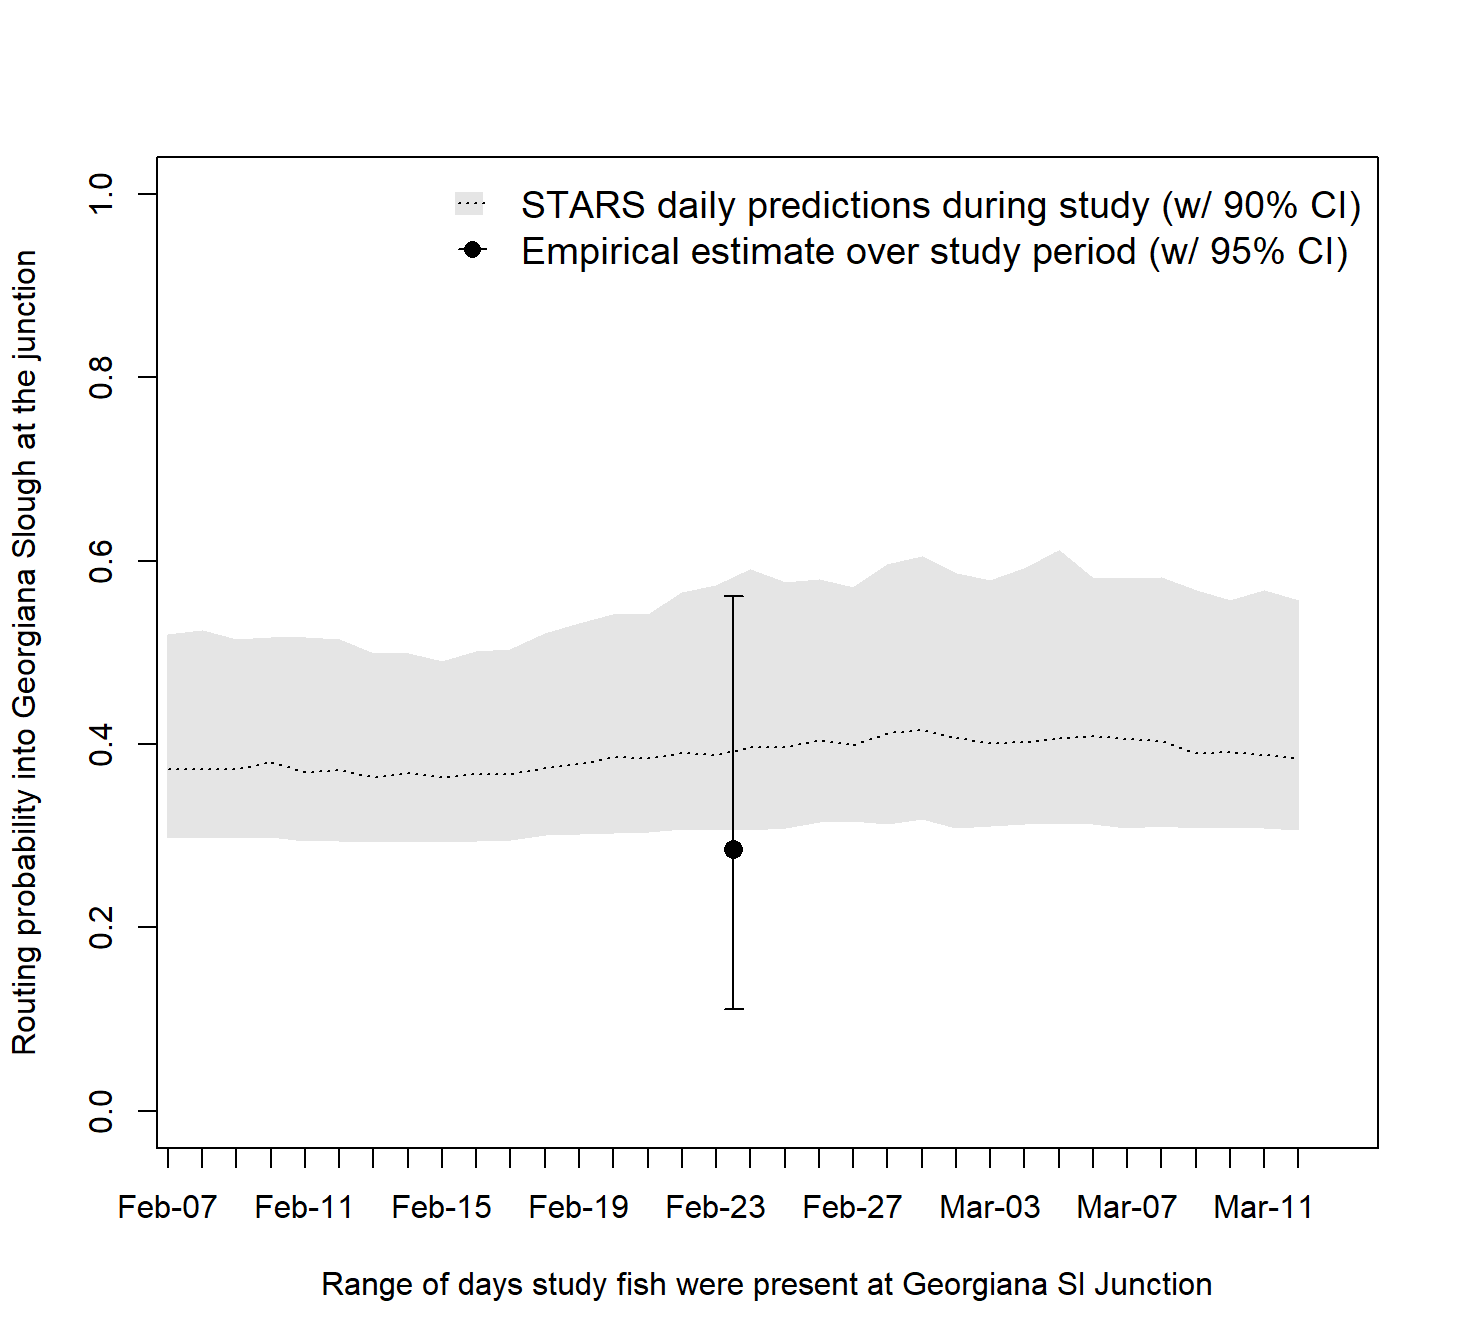 STARS daily predictions during study (w/ 90% CI)
Empirical estimate over study period (w/ 95% CI)
Routing probability into Georgiana Slough at the junction
1.0
0.8
0.6
0.4
0.2
0.0
Feb-07 Feb-11 Feb-15 Feb-19 Feb-23 Feb-27 Mar-03 Mar-07 Mar-11
Range of days study fish were present at Georgiana Sl Junction